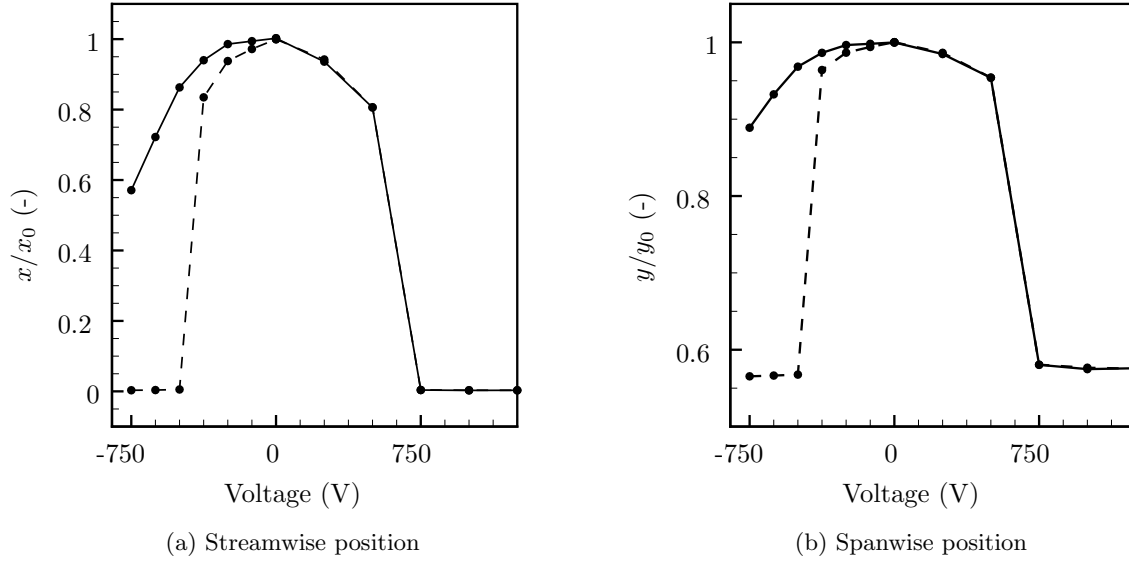 1
0.8
0.6
0.4
0.2
0
x/x₀ (-)
-750 0 750
Voltage (V)
(a) Streamwise position
1
0.8
0.6
y/y₀ (-)
-750 0 750
Voltage (V)
(b) Spanwise position